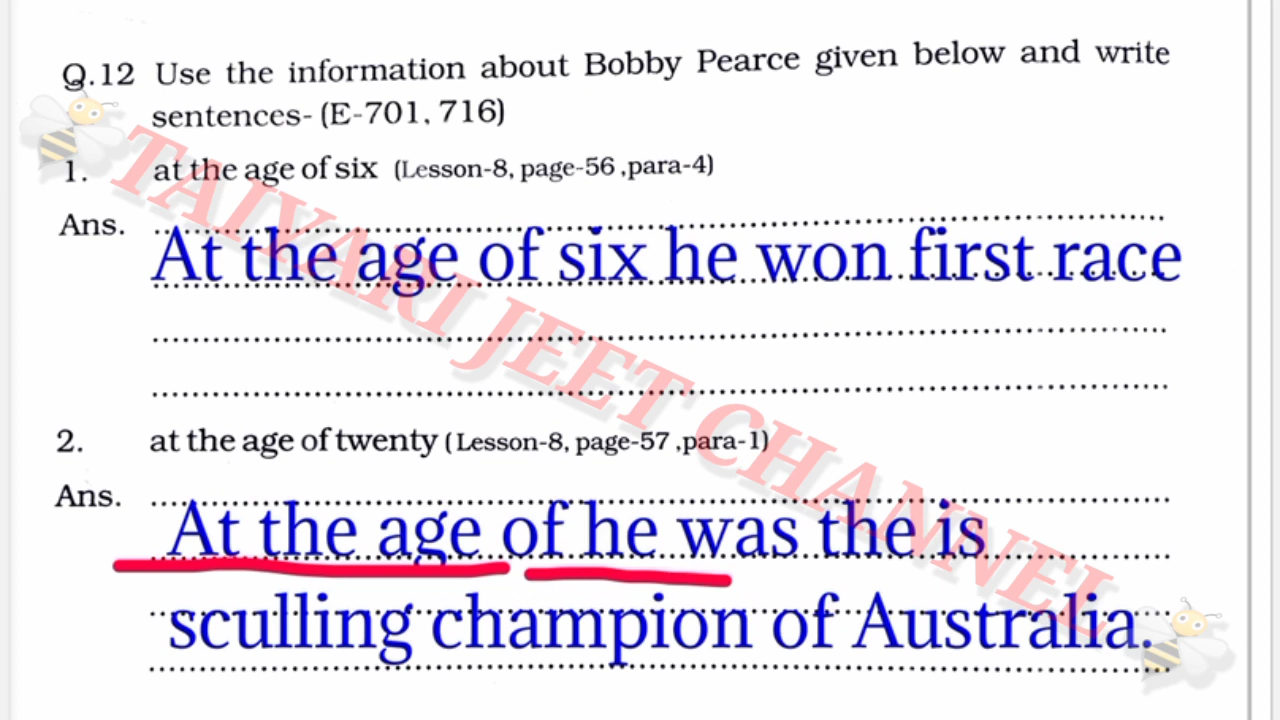 Q.12 Use the information about Bobby Pearce given below and write
sentences- (E-701, 716)
1. at the age of six (Lesson-8, page-56 ,para-4)
Ans.
At the age of six he won first race
2. at the age of twenty (Lesson-8, page-57 ,para-1)
Ans.
At the age of he was the is
sculling champion of Australia.
TAIYARI JEET CHANNEL